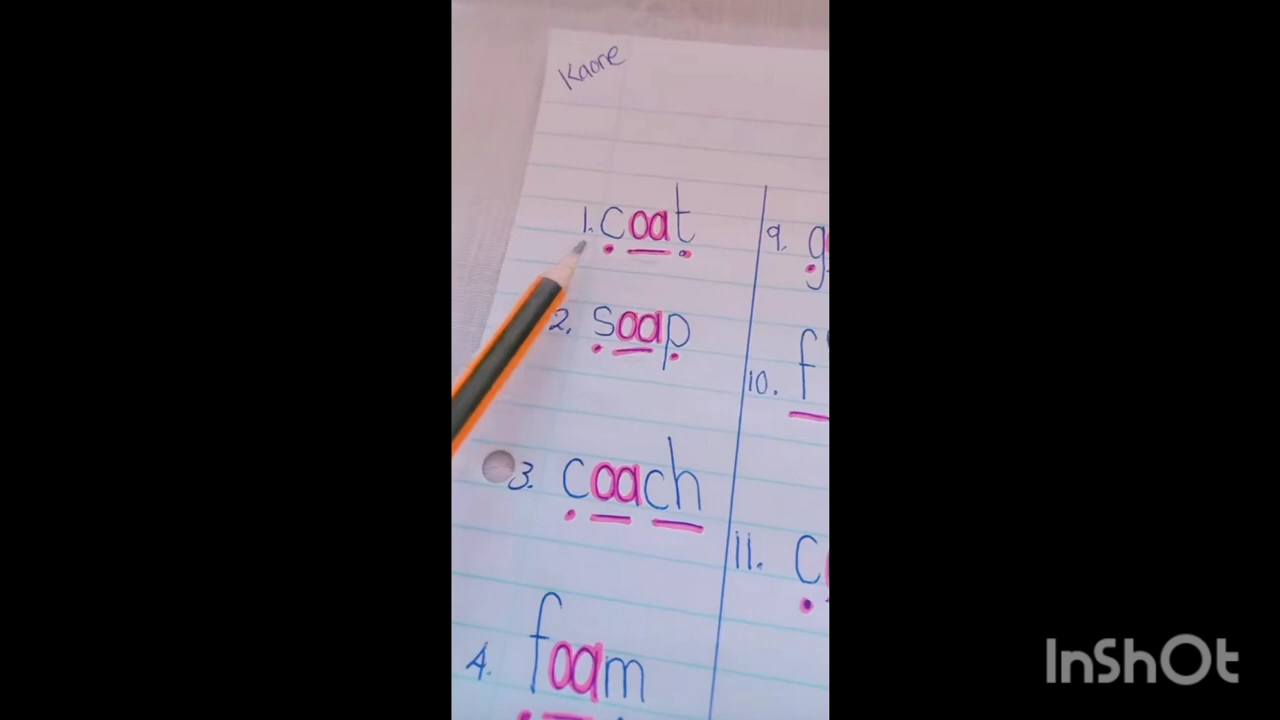 Kaore
1. coat
2. soap
3. coach
4. foam
9. g
10. f
11. c
InShOt